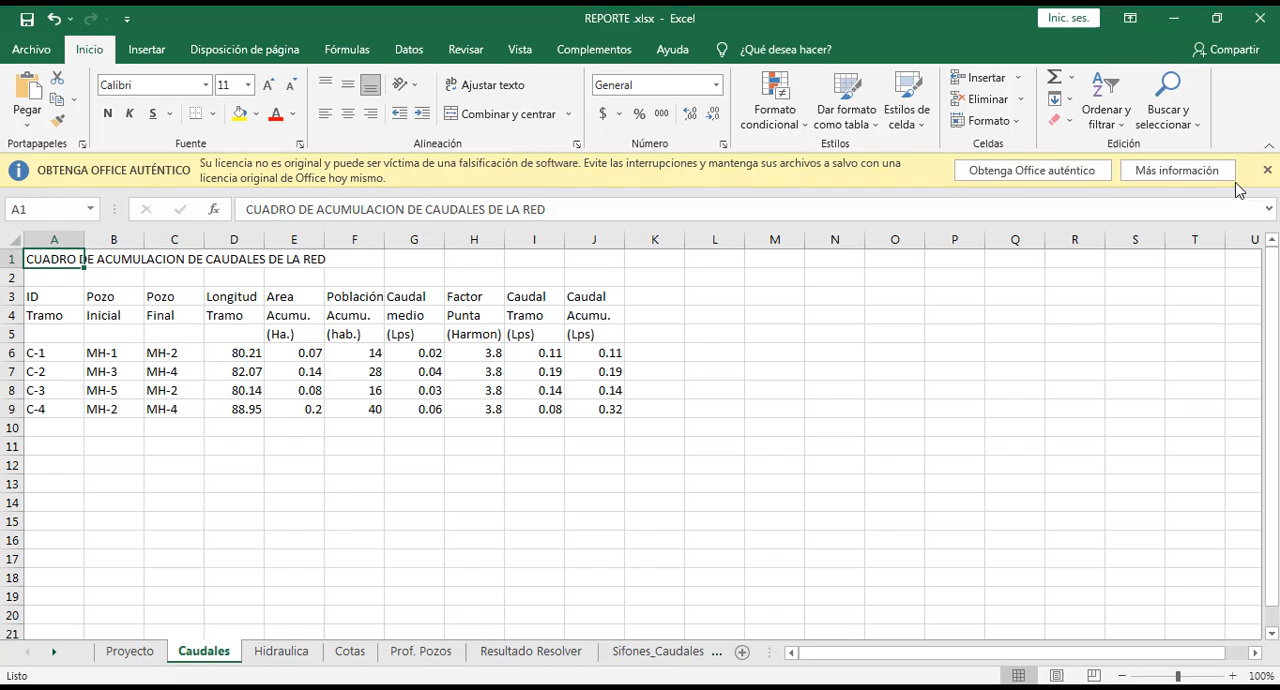 REPORTE .xlsx - Excel
Inic. ses.
Archivo Inicio Insertar Disposición de página Fórmulas Datos Revisar Vista Complementos Ayuda ¿Qué desea hacer? Compartir
Pegar
Calibri 11
N K S
A A A
Ajustar texto
Combinar y centrar
General
$ % 000
Formato condicional
Dar formato como tabla
Estilos de celda
Insertar
Eliminar
Formato
Ordenar y filtrar
Buscar y seleccionar
Portapapeles Fuente Alineación Número Estilos Celdas Edición
OBTENGA OFFICE AUTÉNTICO Su licencia no es original y puede ser víctima de una falsificación de software. Evite las interrupciones y mantenga sus archivos a salvo con una
licencia original de Office hoy mismo.
Obtenga Office auténtico Más información
A1 fx CUADRO DE ACUMULACION DE CAUDALES DE LA RED
A B C D E F G H I J K L M N O P Q R S T U
1 CUADRO DE ACUMULACION DE CAUDALES DE LA RED
2
3 ID Pozo Pozo Longitud Area Población Caudal Factor Caudal Caudal
4 Tramo Inicial Final Tramo Acumu. Acumu. medio Punta Tramo Acumu.
5 (Ha.) (hab.) (Lps) (Harmon) (Lps) (Lps)
6 C-1 MH-1 MH-2 80.21 0.07 14 0.02 3.8 0.11 0.11
7 C-2 MH-3 MH-4 82.07 0.14 28 0.04 3.8 0.19 0.19
8 C-3 MH-5 MH-2 80.14 0.08 16 0.03 3.8 0.14 0.14
9 C-4 MH-2 MH-4 88.95 0.2 40 0.06 3.8 0.08 0.32
10
11
12
13
14
15
16
17
18
19
20
21
Proyecto Caudales Hidraulica Cotas Prof. Pozos Resultado Resolver Sifones_Caudales ...
Listo 100%